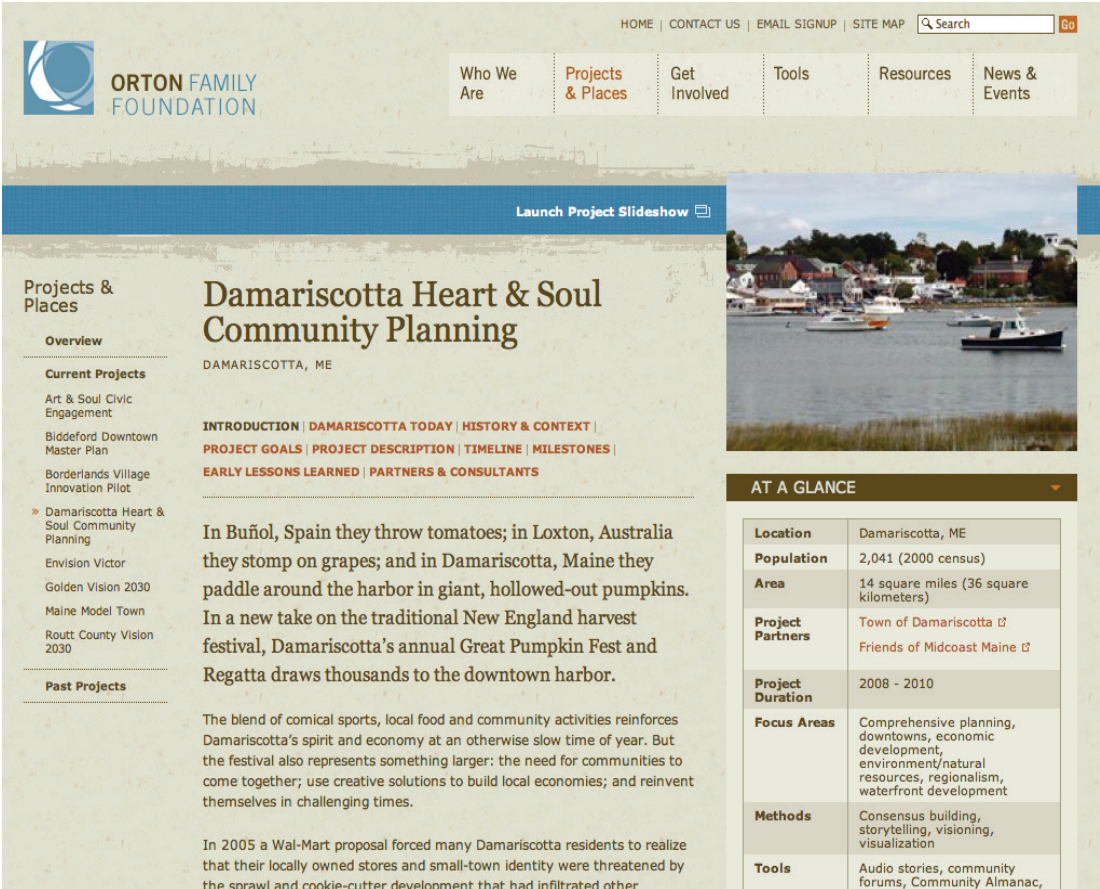 HOME | CONTACT US | EMAIL SIGNUP | SITE MAP
Search
Go
ORTON FAMILY
FOUNDATION
Who We
Are
Projects
& Places
Get
Involved
Tools
Resources
News &
Events
Launch Project Slideshow
Projects &
Places
Overview
Current Projects
Art & Soul Civic
Engagement
Biddeford Downtown
Master Plan
Borderlands Village
Innovation Pilot
» Damariscotta Heart &
Soul Community
Planning
Envision Victor
Golden Vision 2030
Maine Model Town
Routt County Vision
2030
Past Projects
Damariscotta Heart & Soul
Community Planning
DAMARISCOTTA, ME
INTRODUCTION | DAMARISCOTTA TODAY | HISTORY & CONTEXT |
PROJECT GOALS | PROJECT DESCRIPTION | TIMELINE | MILESTONES |
EARLY LESSONS LEARNED | PARTNERS & CONSULTANTS
In Buñol, Spain they throw tomatoes; in Loxton, Australia
they stomp on grapes; and in Damariscotta, Maine they
paddle around the harbor in giant, hollowed-out pumpkins.
In a new take on the traditional New England harvest
festival, Damariscotta's annual Great Pumpkin Fest and
Regatta draws thousands to the downtown harbor.
The blend of comical sports, local food and community activities reinforces
Damariscotta's spirit and economy at an otherwise slow time of year. But
the festival also represents something larger: the need for communities to
come together; use creative solutions to build local economies; and reinvent
themselves in challenging times.
In 2005 a Wal-Mart proposal forced many Damariscotta residents to realize
that their locally owned stores and small-town identity were threatened by
the sprawl and cookie-cutter development that had infiltrated other
AT A GLANCE
Location
Damariscotta, ME
Population
2,041 (2000 census)
Area
14 square miles (36 square
kilometers)
Project
Partners
Town of Damariscotta
Friends of Midcoast Maine
Project
Duration
2008 - 2010
Focus Areas
Comprehensive planning,
downtowns, economic
development,
environment/natural
resources, regionalism,
waterfront development
Methods
Consensus building,
storytelling, visioning,
visualization
Tools
Audio stories, community
forums, Community Almanac,